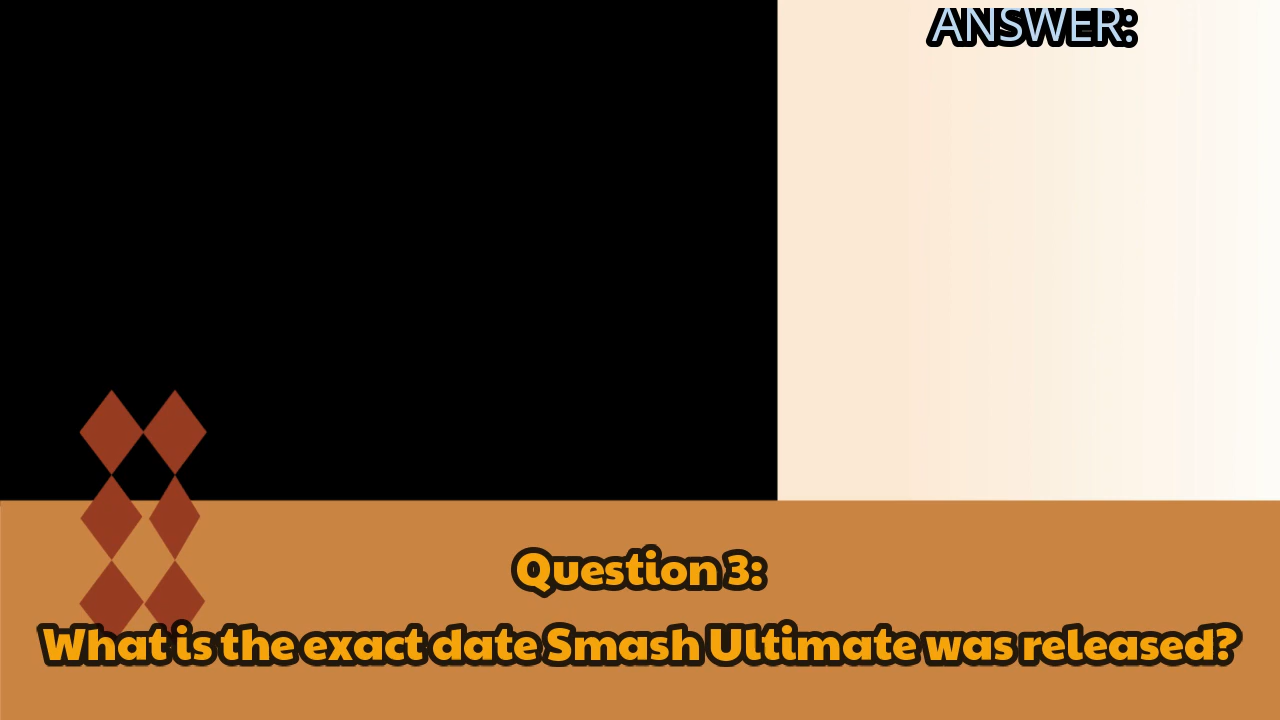 ANSWER:
Question 3:
What is the exact date Smash Ultimate was released?